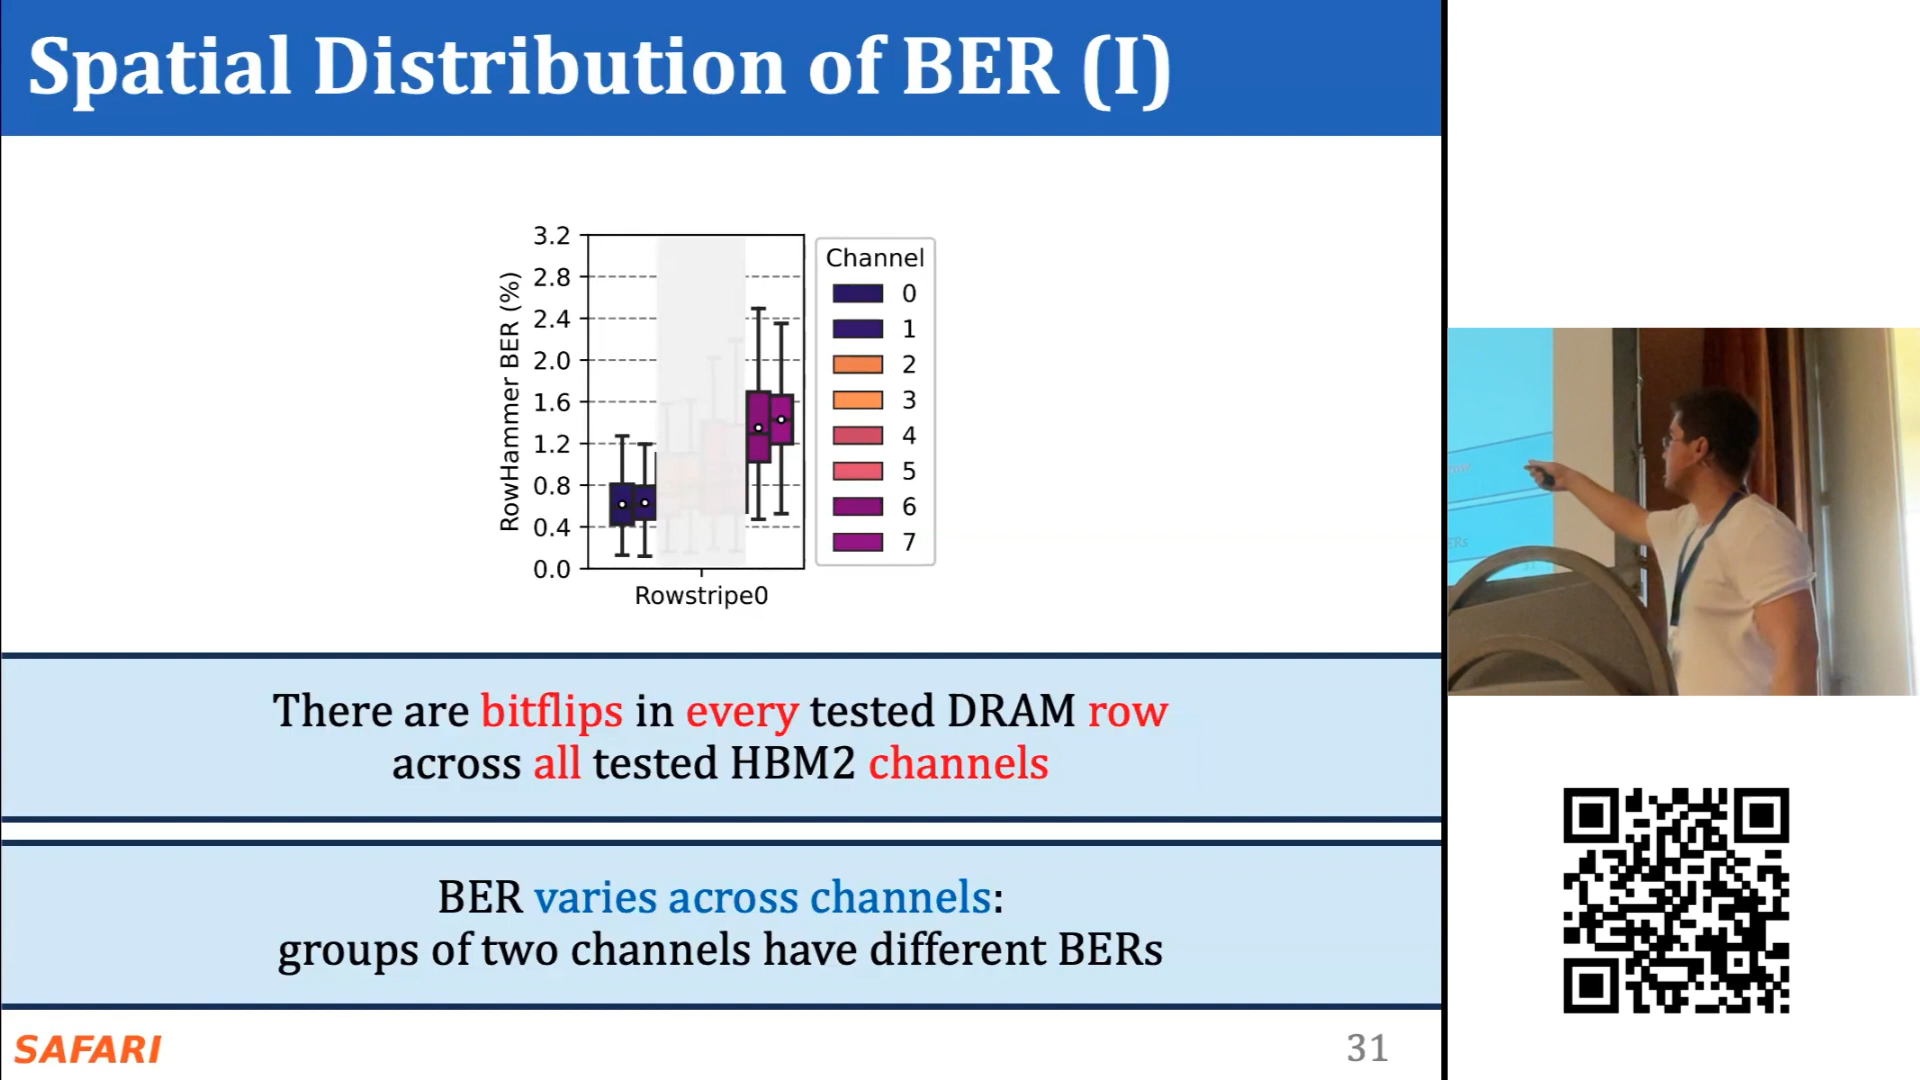 Spatial Distribution of BER (I)
RowHammer BER (%)
3.2
2.8
2.4
2.0
1.6
1.2
0.8
0.4
0.0
Rowstripe0
Channel
0
1
2
3
4
5
6
7
There are bitflips in every tested DRAM row
across all tested HBM2 channels
BER varies across channels:
groups of two channels have different BERs
SAFARI
31